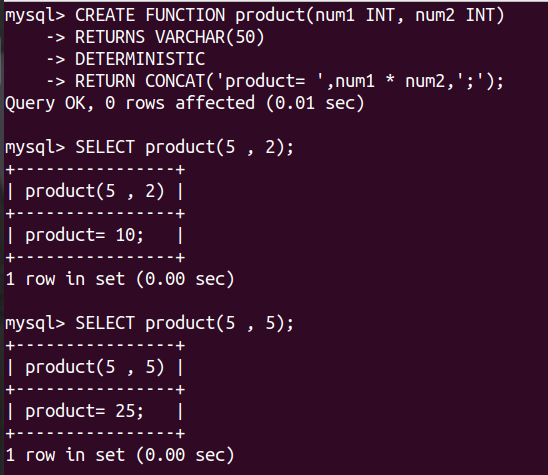 mysql> CREATE FUNCTION product(num1 INT, num2 INT)
    -> RETURNS VARCHAR(50)
    -> DETERMINISTIC
    -> RETURN CONCAT('product= ',num1 * num2,';');
Query OK, 0 rows affected (0.01 sec)

mysql> SELECT product(5 , 2);
+----------------+
| product(5 , 2) |
+----------------+
| product= 10;   |
+----------------+
1 row in set (0.00 sec)

mysql> SELECT product(5 , 5);
+----------------+
| product(5 , 5) |
+----------------+
| product= 25;   |
+----------------+
1 row in set (0.00 sec)